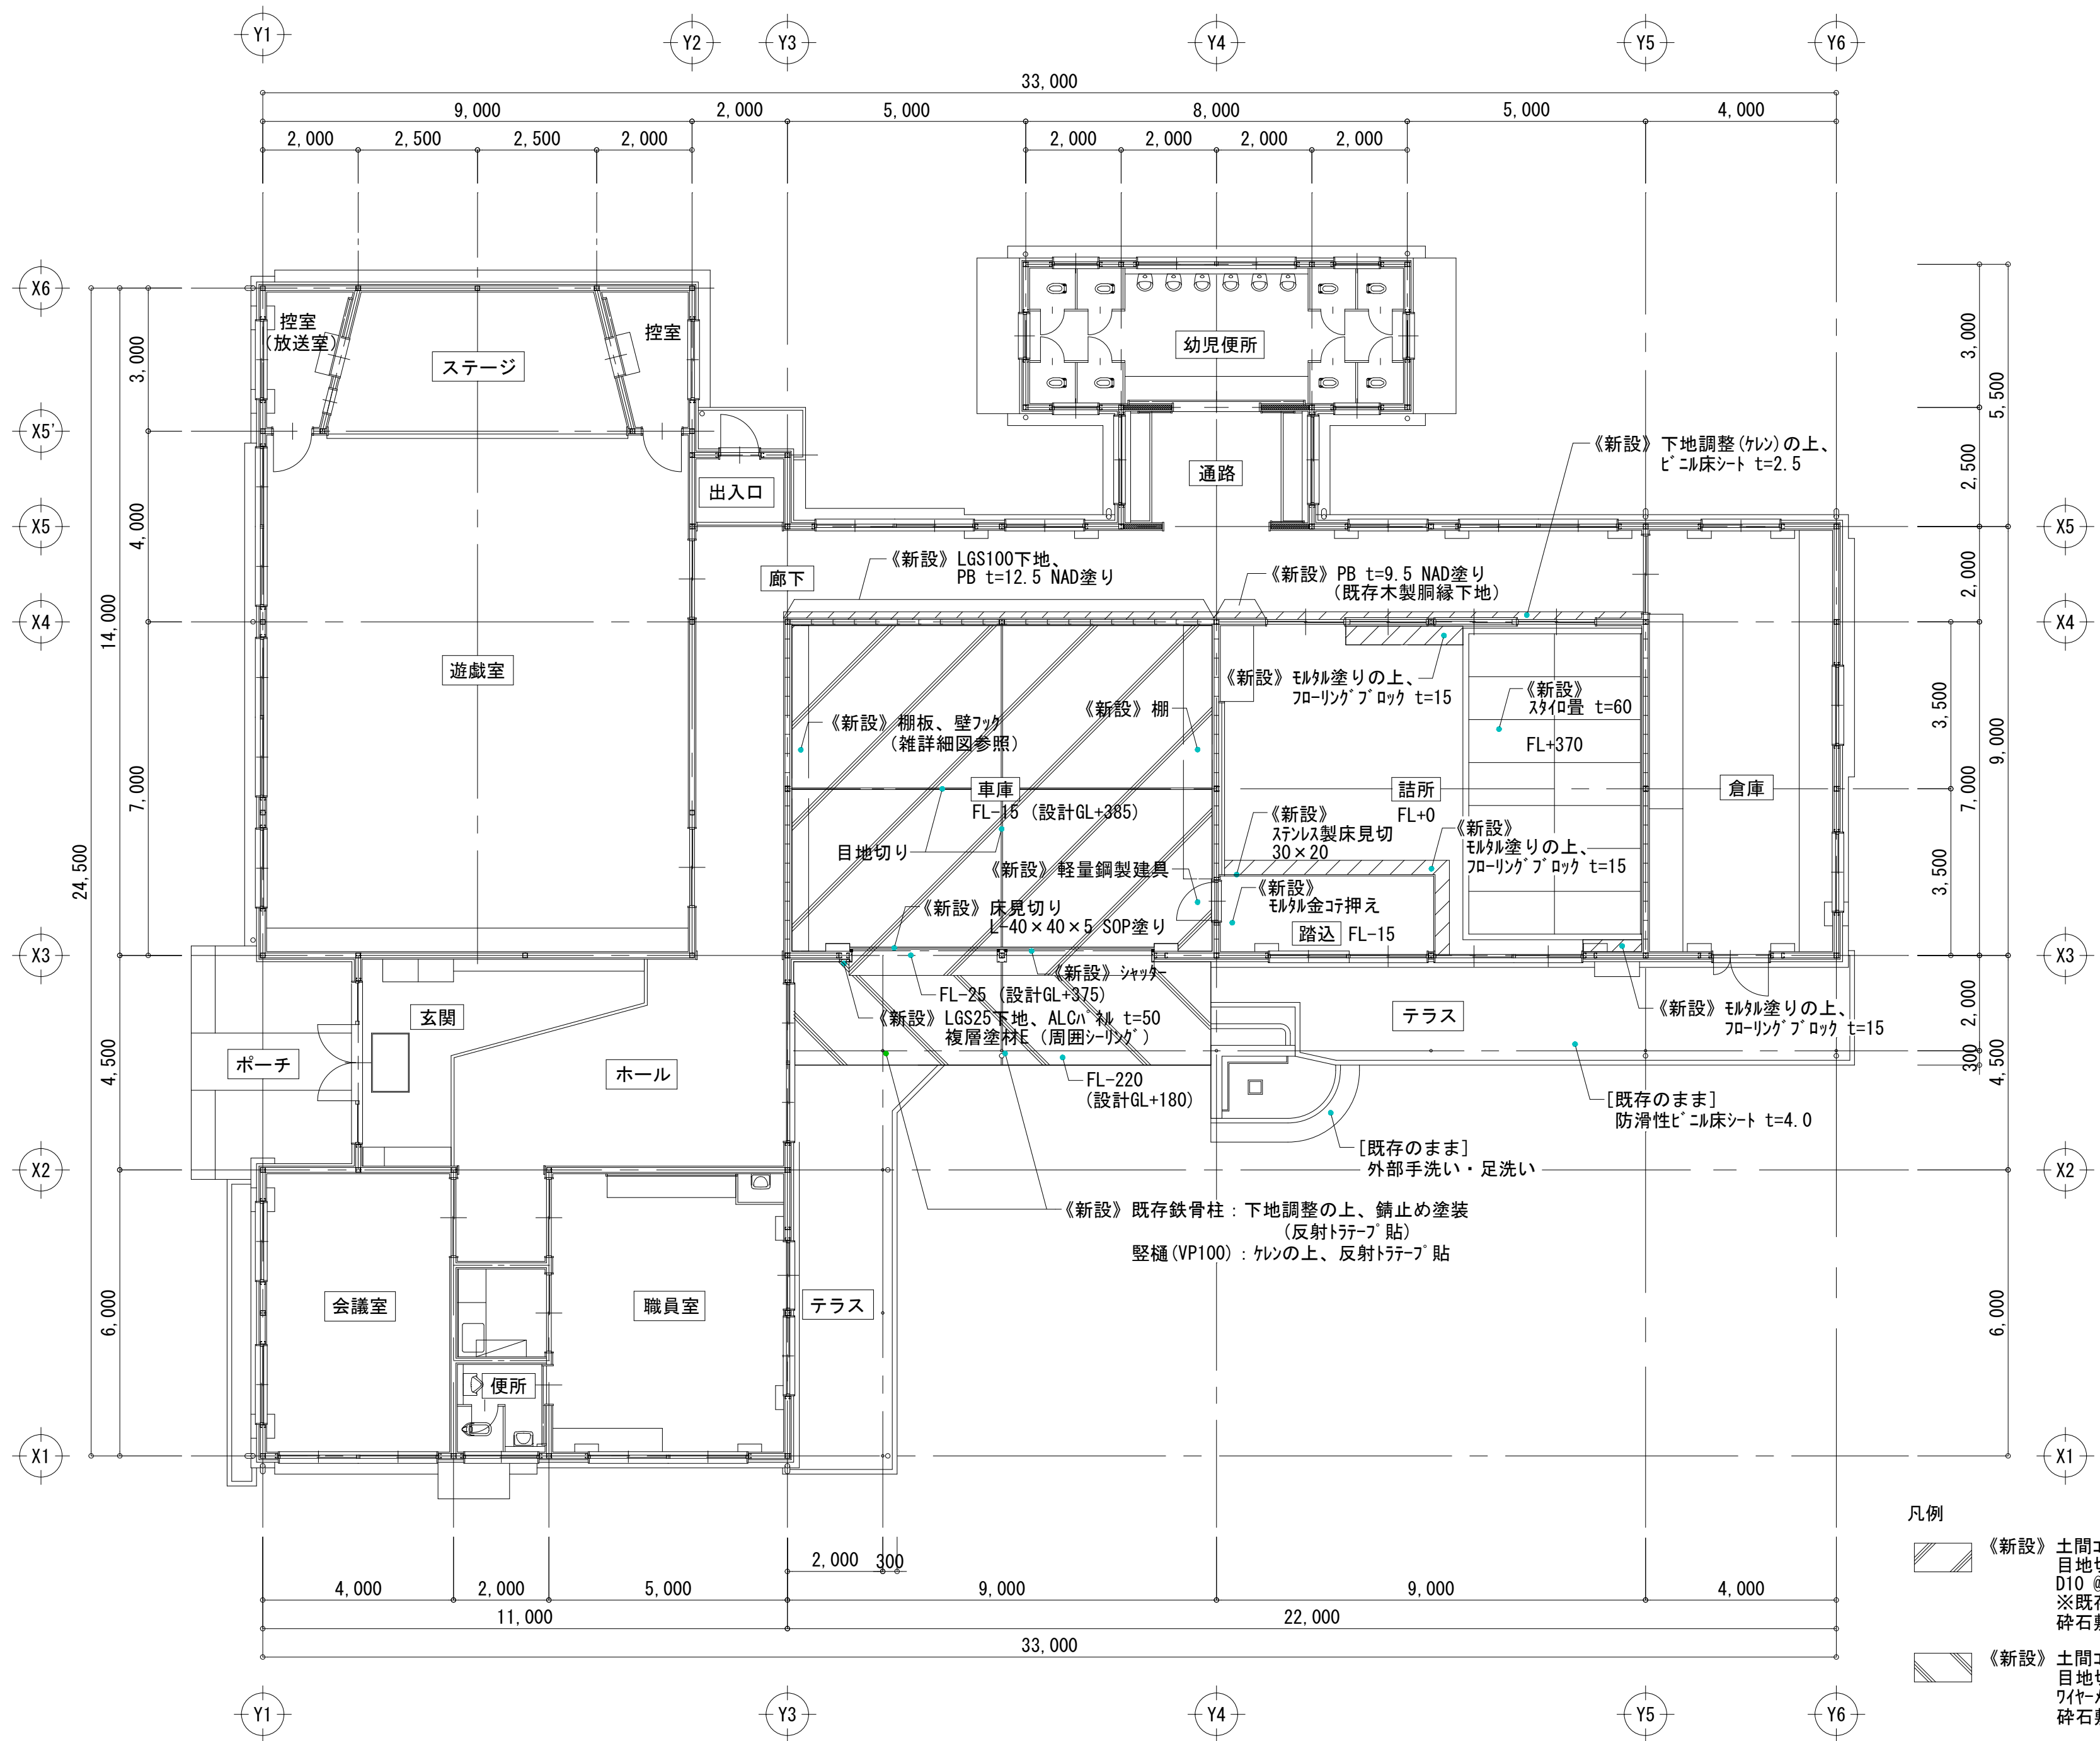 Y1
Y2
Y3
Y4
Y5
Y6
33,000
9,000
2,000
5,000
8,000
5,000
4,000
2,000
2,500
2,500
2,000
2,000
2,000
2,000
2,000
X6
X5'
X5
X4
X3
X2
X1
24,500
14,000
4,500
6,000
3,000
4,000
7,000
控室
(放送室)
ステージ
控室
幼児便所
通路
出入口
廊下
遊戯室
《新設》下地調整(ｹﾚﾝ)の上、
ﾋﾞﾆﾙ床ｼｰﾄ t=2.5
《新設》LGS100下地、
PB t=12.5 NAD塗り
《新設》PB t=9.5 NAD塗り
(既存木製胴縁下地)
《新設》ﾓﾙﾀﾙ塗りの上、
ﾌﾛｰﾘﾝｸﾞﾌﾞﾛｯｸ t=15
《新設》
ｽﾀｲﾛ畳 t=60
FL+370
《新設》棚板、壁ﾌｯｸ
(雑詳細図参照)
《新設》棚
車庫
FL-15 (設計GL+385)
詰所
FL+0
倉庫
目地切り
《新設》
ｽﾃﾝﾚｽ製床見切
30×20
《新設》
ﾓﾙﾀﾙ塗りの上、
ﾌﾛｰﾘﾝｸﾞﾌﾞﾛｯｸ t=15
《新設》軽量鋼製建具
《新設》
ﾓﾙﾀﾙ金ｺﾃ押え
《新設》床見切り
L-40×40×5 SOP塗り
踏込 FL-15
《新設》ｼｬｯﾀｰ
FL-25 (設計GL+375)
《新設》LGS25下地、ALCﾊﾟﾈﾙ t=50
複層塗材E (周囲ｼｰﾘﾝｸﾞ)
《新設》ﾓﾙﾀﾙ塗りの上、
ﾌﾛｰﾘﾝｸﾞﾌﾞﾛｯｸ t=15
テラス
玄関
ポーチ
ホール
FL-220
(設計GL+180)
[既存のまま]
防滑性ﾋﾞﾆﾙ床ｼｰﾄ t=4.0
[既存のまま]
外部手洗い・足洗い
《新設》既存鉄骨柱：下地調整の上、錆止め塗装
(反射ﾄﾗﾃｰﾌﾟ貼)
竪樋(VP100)：ｹﾚﾝの上、反射ﾄﾗﾃｰﾌﾟ貼
会議室
職員室
テラス
便所
3,000
2,500
5,500
2,000
3,500
3,500
7,000
9,000
2,000
300
4,500
6,000
X5
X4
X3
X2
X1
2,000
300
4,000
2,000
5,000
9,000
9,000
4,000
11,000
22,000
33,000
Y1
Y3
Y4
Y5
Y6
凡例
《新設》土間
目地
D10
※既存
砕石
《新設》土間
目地
ﾜｲﾔｰ
砕石